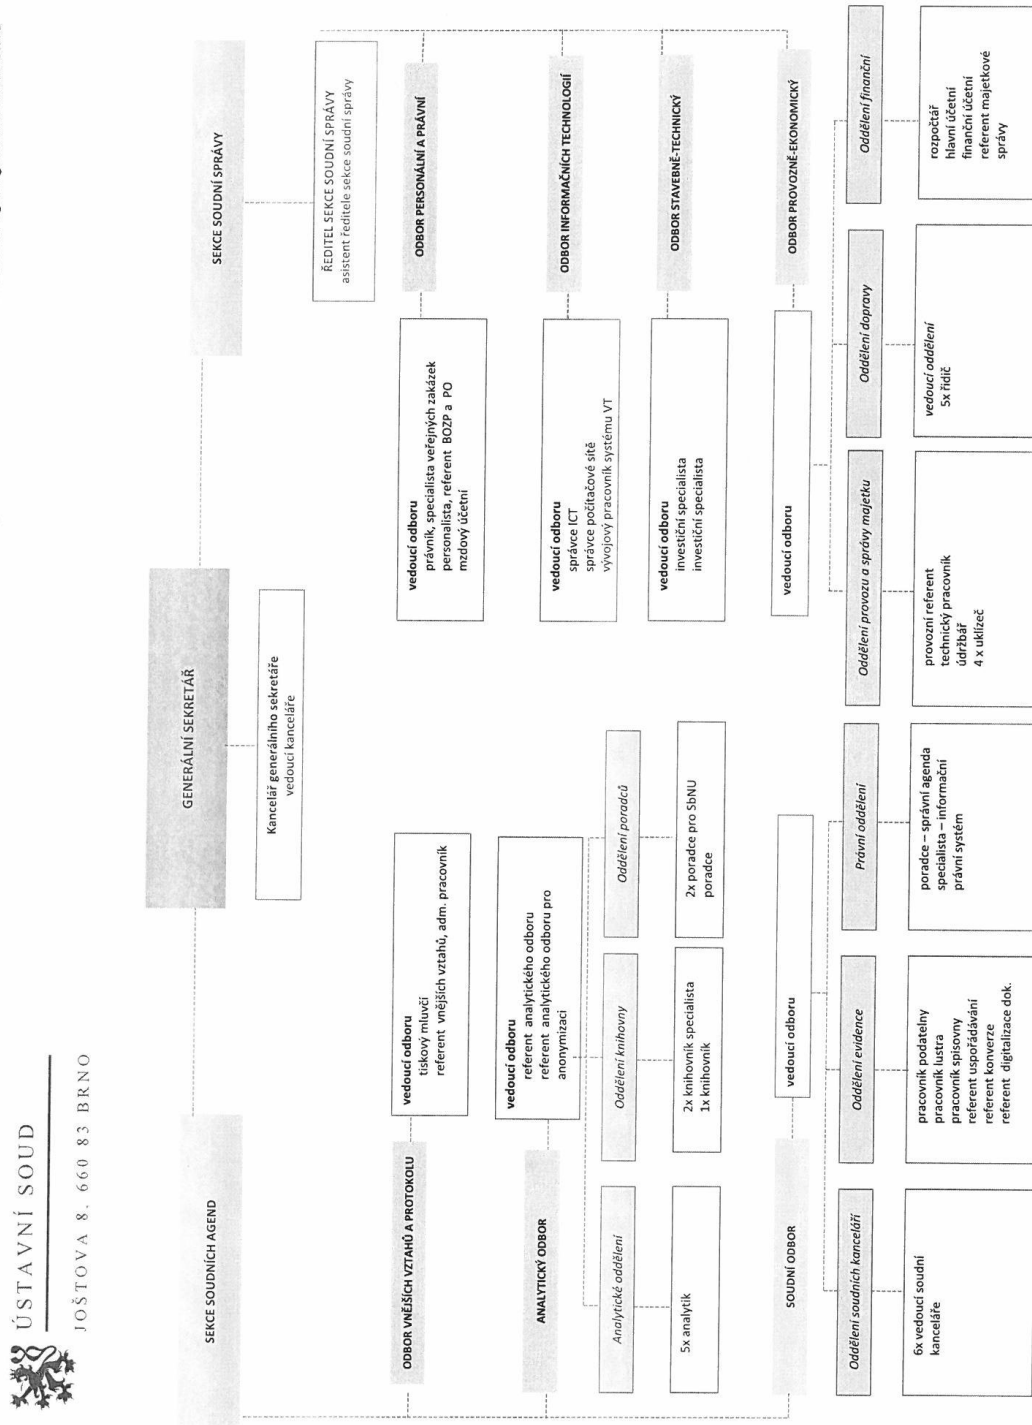 ÚSTAVNÍ SOUD
JOŠTOVA 8, 660 83 BRNO
GENERÁLNÍ SEKRETÁŘ
Kancelář generálního sekretáře
vedoucí kanceláře
SEKCE SOUDNÍCH AGEND
ODBOR VNĚJŠÍCH VZTAHŮ A PROTOKOLU
vedoucí odboru
tiskový mluvčí
referent vnějších vztahů, adm. pracovník
ANALYTICKÝ ODBOR
vedoucí odboru
referent analytického odboru
referent analytického odboru pro
anonymizaci
Analytické oddělení
5x analytik
Oddělení knihovny
2x knihovník specialista
1x knihovník
Oddělení poradců
2x poradce pro SbNU
poradce
SOUDNÍ ODBOR
vedoucí odboru
Oddělení soudních kanceláří
6x vedoucí soudní
kanceláře
Oddělení evidence
pracovník podatelny
pracovník lustra
pracovník spisovny
referent uspořádávání
referent konverze
referent digitalizace dok.
Právní oddělení
poradce – správní agenda
specialista – informační
právní systém
SEKCE SOUDNÍ SPRÁVY
ŘEDITEL SEKCE SOUDNÍ SPRÁVY
asistent ředitele sekce soudní správy
ODBOR PERSONÁLNÍ A PRÁVNÍ
vedoucí odboru
právník, specialista veřejných zakázek
personalista, referent BOZP a PO
mzdový účetní
ODBOR INFORMAČNÍCH TECHNOLOGIÍ
vedoucí odboru
správce ICT
správce počítačové sítě
vývojový pracovník systému VT
ODBOR STAVEBNĚ-TECHNICKÝ
vedoucí odboru
investiční specialista
investiční specialista
ODBOR PROVOZNĚ-EKONOMICKÝ
vedoucí odboru
Oddělení provozu a správy majetku
provozní referent
technický pracovník
údržbář
4 x uklízeč
Oddělení dopravy
vedoucí oddělení
5x řidič
Oddělení finanční
rozpočtář
hlavní účetní
finanční účetní
referent majetkové
správy